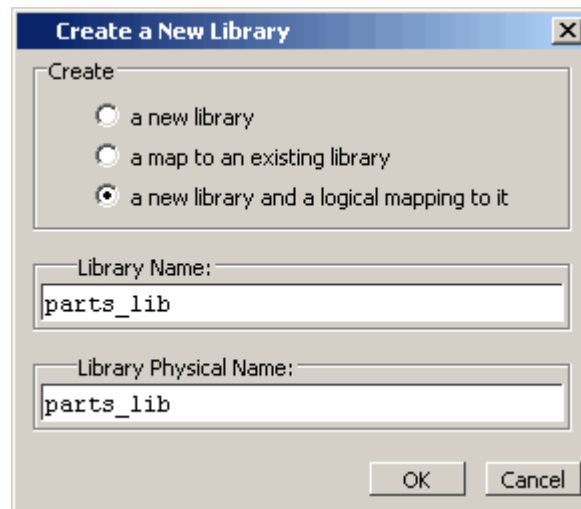 Create a New Library
Create
a new library
a map to an existing library
a new library and a logical mapping to it
Library Name:
parts_lib
Library Physical Name:
parts_lib
OK Cancel